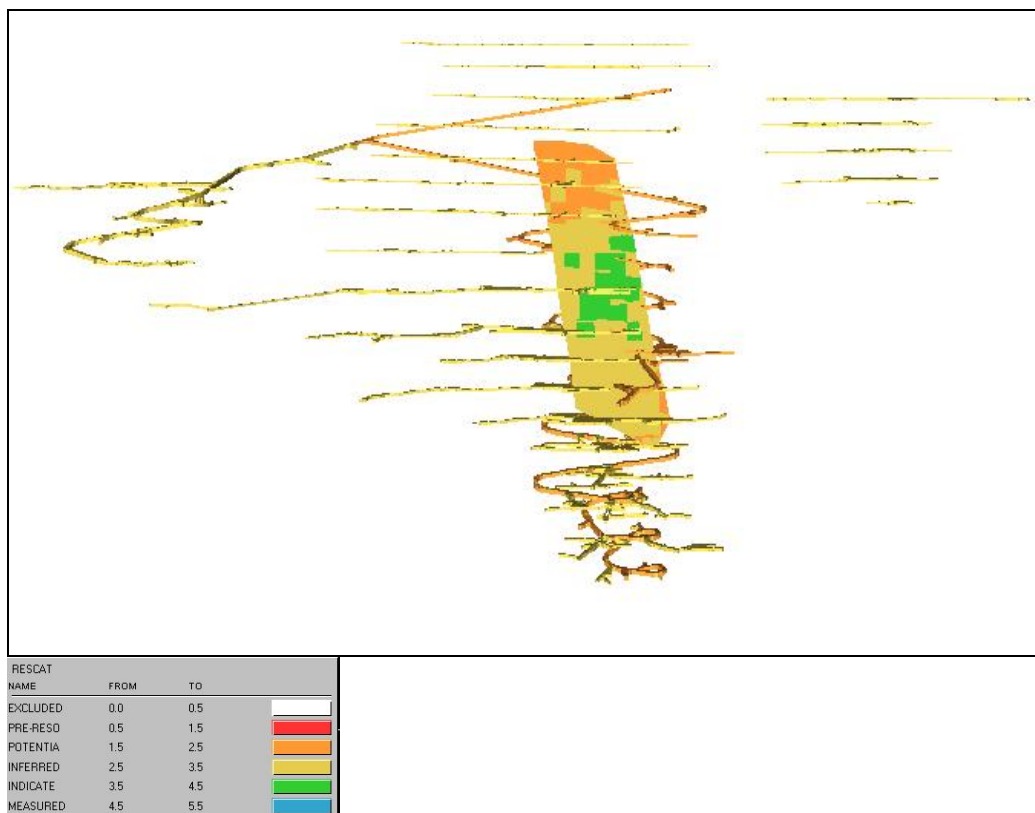 RESCAT
NAME FROM TO
EXCLUDED 0.0 0.5
PRE-RESO 0.5 1.5
POTENTIA 1.5 2.5
INFERRED 2.5 3.5
INDICATE 3.5 4.5
MEASURED 4.5 5.5